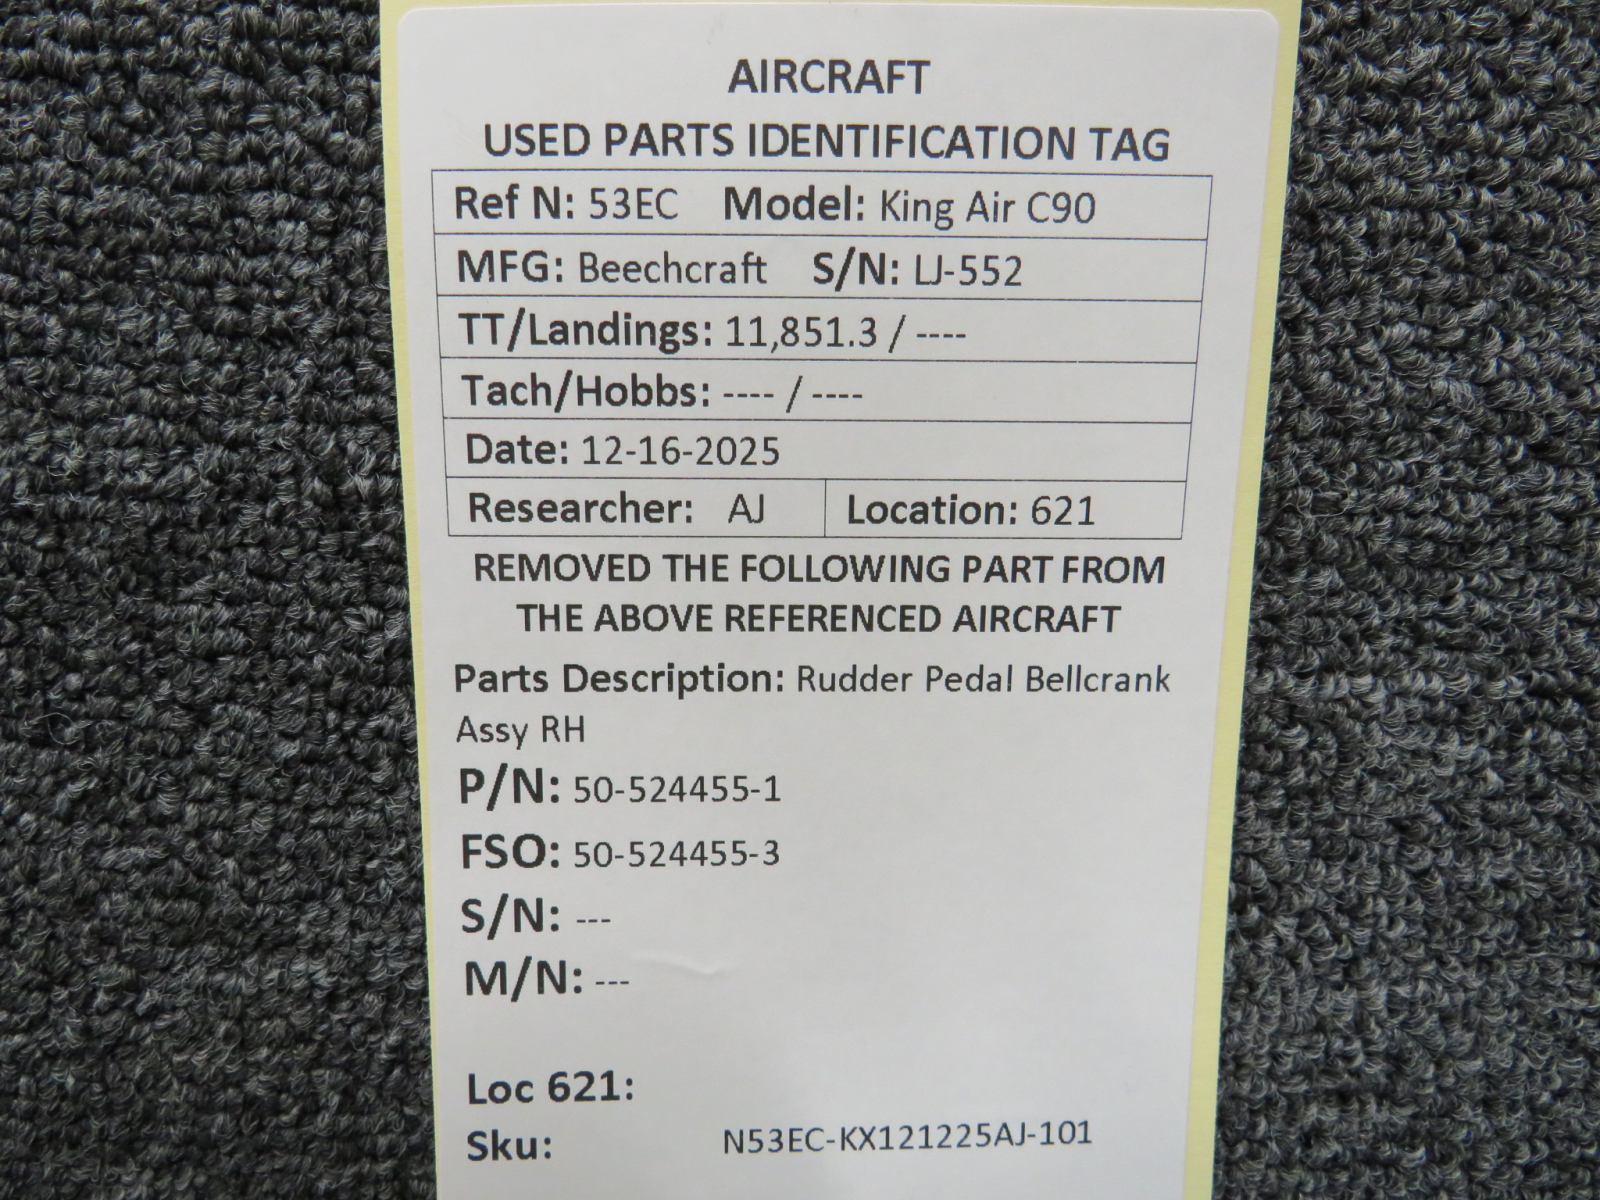 AIRCRAFT
USED PARTS IDENTIFICATION TAG
Ref N: 53EC Model: King Air C90
MFG: Beechcraft S/N: LJ-552
TT/Landings: 11,851.3 / ----
Tach/Hobbs: ---- / ----
Date: 12-16-2025
Researcher: AJ Location: 621
REMOVED THE FOLLOWING PART FROM
THE ABOVE REFERENCED AIRCRAFT
Parts Description: Rudder Pedal Bellcrank
Assy RH
P/N: 50-524455-1
FSO: 50-524455-3
S/N: ---
M/N: ---
Loc 621:
Sku: N53EC-KX121225AJ-101